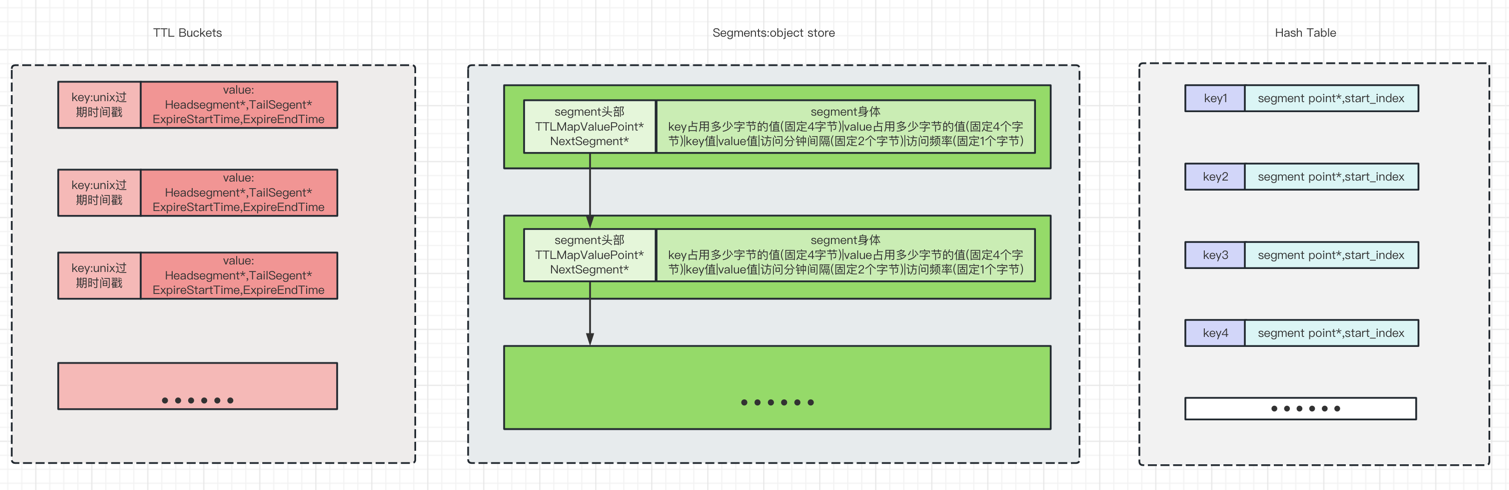 TTL Buckets
key:unix过
期时间戳
value:
Headsegment*,TailSegent*
ExpireStartTime,ExpireEndTime
key:unix过
期时间戳
value:
Headsegment*,TailSegent*
ExpireStartTime,ExpireEndTime
key:unix过
期时间戳
value:
Headsegment*,TailSegent*
ExpireStartTime,ExpireEndTime
Segments:object store
segment头部
TTLMapValuePoint*
NextSegment*
segment身体
key占用多少字节的值(固定4字节)|value占用多少字节的值(固定4个字
节)|key值|value值|访问分钟间隔(固定2个字节)|访问频率(固定1个字节)
segment头部
TTLMapValuePoint*
NextSegment*
segment身体
key占用多少字节的值(固定4字节)|value占用多少字节的值(固定4个字
节)|key值|value值|访问分钟间隔(固定2个字节)|访问频率(固定1个字节)
Hash Table
key1
segment point*,start_index
key2
segment point*,start_index
key3
segment point*,start_index
key4
segment point*,start_index